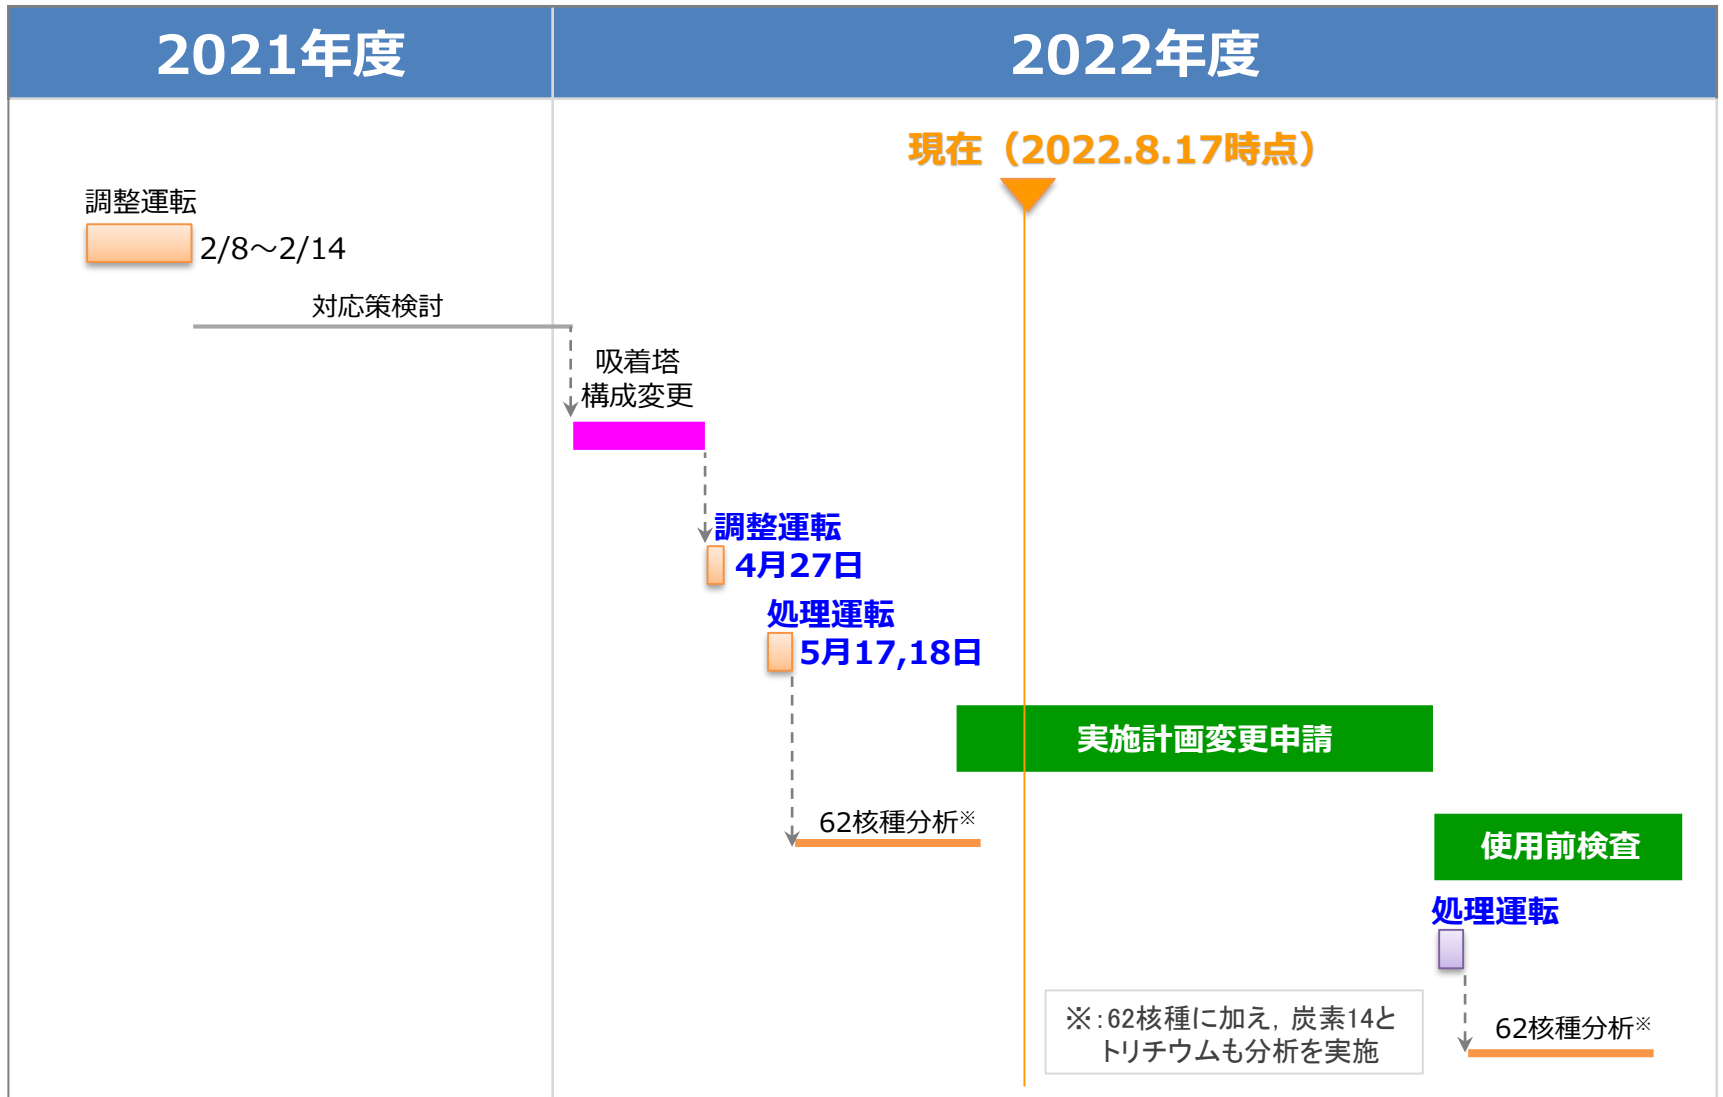 2021年度
2022年度
現在（2022.8.17時点）
調整運転
2/8～2/14
対応策検討
吸着塔
構成変更
調整運転
4月27日
処理運転
5月17,18日
実施計画変更申請
62核種分析※
使用前検査
処理運転
※：62核種に加え，炭素14と
トリチウムも分析を実施
62核種分析※